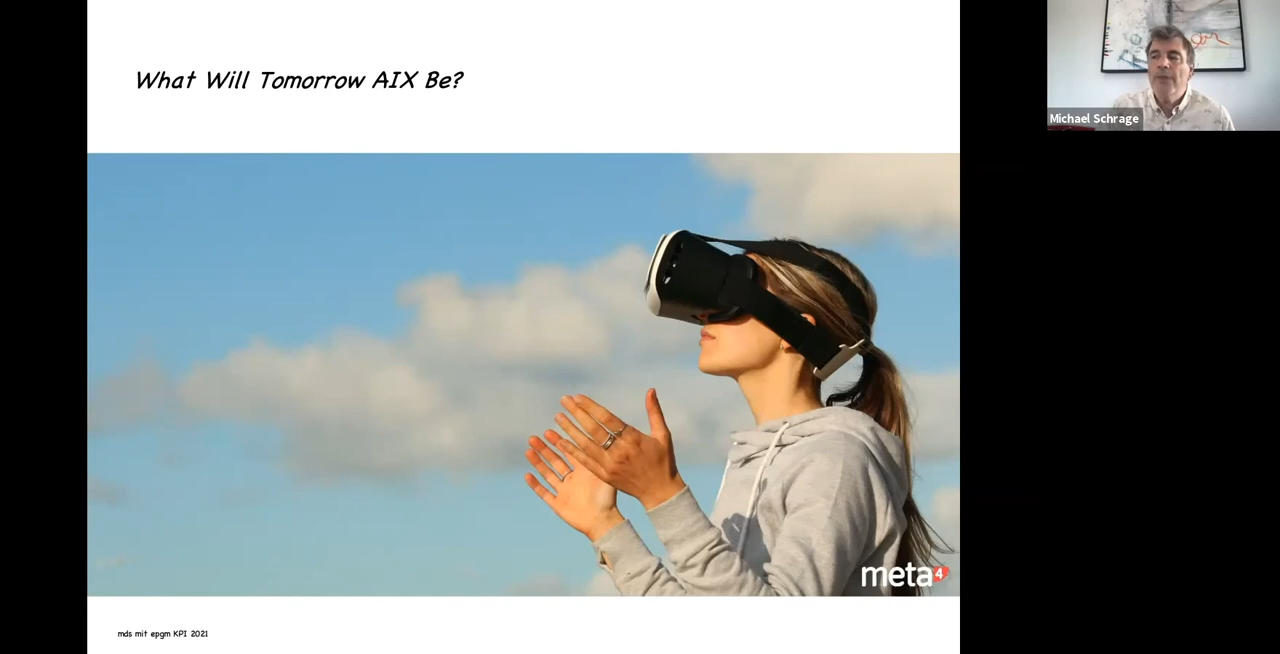 What Will Tomorrow AIX Be?
Michael Schrage
meta4
mds mit epgm KPI 2021